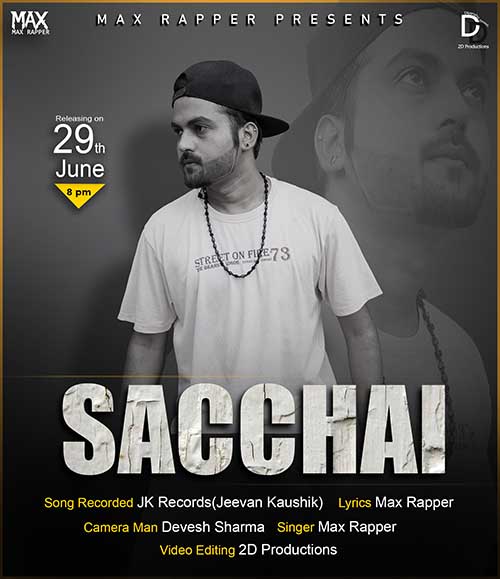 MAX
MAX RAPPER
MAX RAPPER PRESENTS
D
2D Productions
Releasing on
29th
June
8 pm
STREET ON FIRE 73
SACCHAI
Song Recorded JK Records(Jeevan Kaushik) Lyrics Max Rapper
Camera Man Devesh Sharma Singer Max Rapper
Video Editing 2D Productions